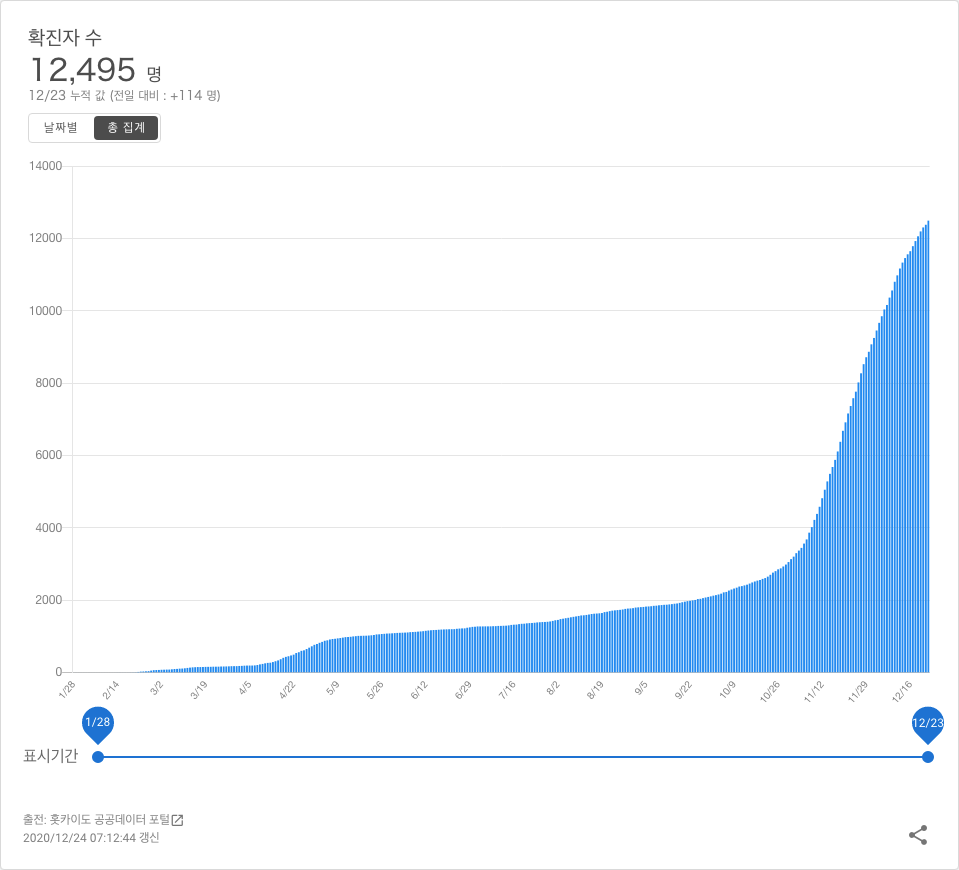 확진자 수
12,495 명
12/23 누적 값 (전일 대비 : +114 명)
날짜별 총 집계
14000
12000
10000
8000
6000
4000
2000
0
1/28 2/14 3/2 3/19 4/5 4/22 5/9 5/26 6/12 6/29 7/16 8/2 8/19 9/5 9/22 10/9 10/26 11/12 11/29 12/16
1/28 12/23
표시기간
출전: 홋카이도 공공데이터 포털
2020/12/24 07:12:44 갱신